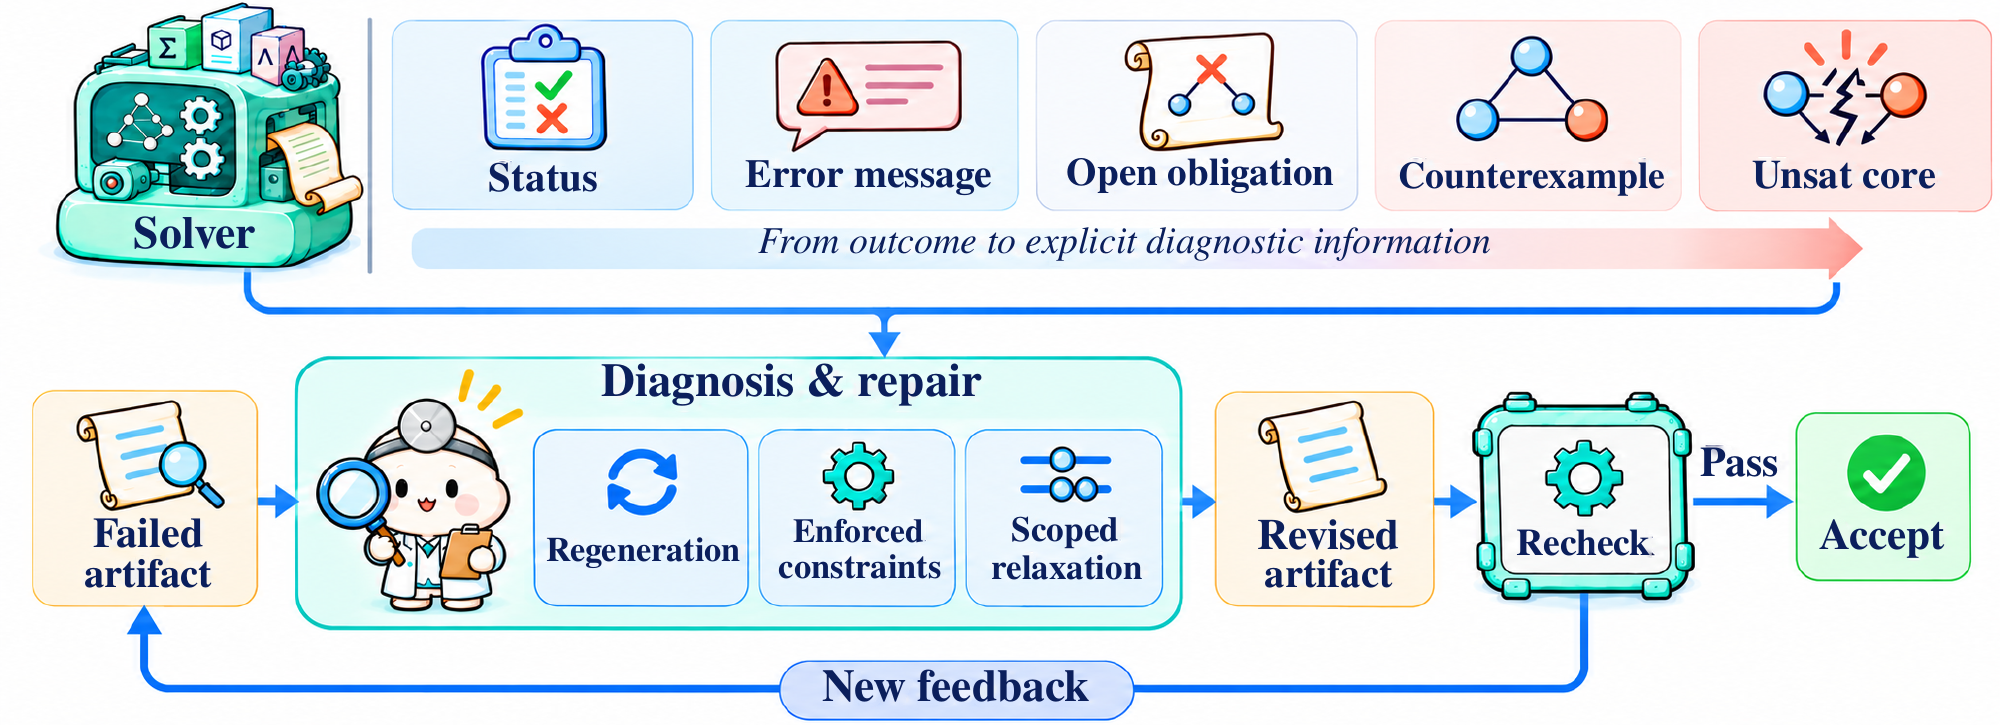 Σ
Λ
Λ
Solver
Status
Error message
Open obligation
Counterexample
Unsat core
From outcome to explicit diagnostic information
Diagnosis & repair
Failed
artifact
Regeneration
Enforced
constraints
Scoped
relaxation
Revised
artifact
Recheck
Pass
Accept
New feedback